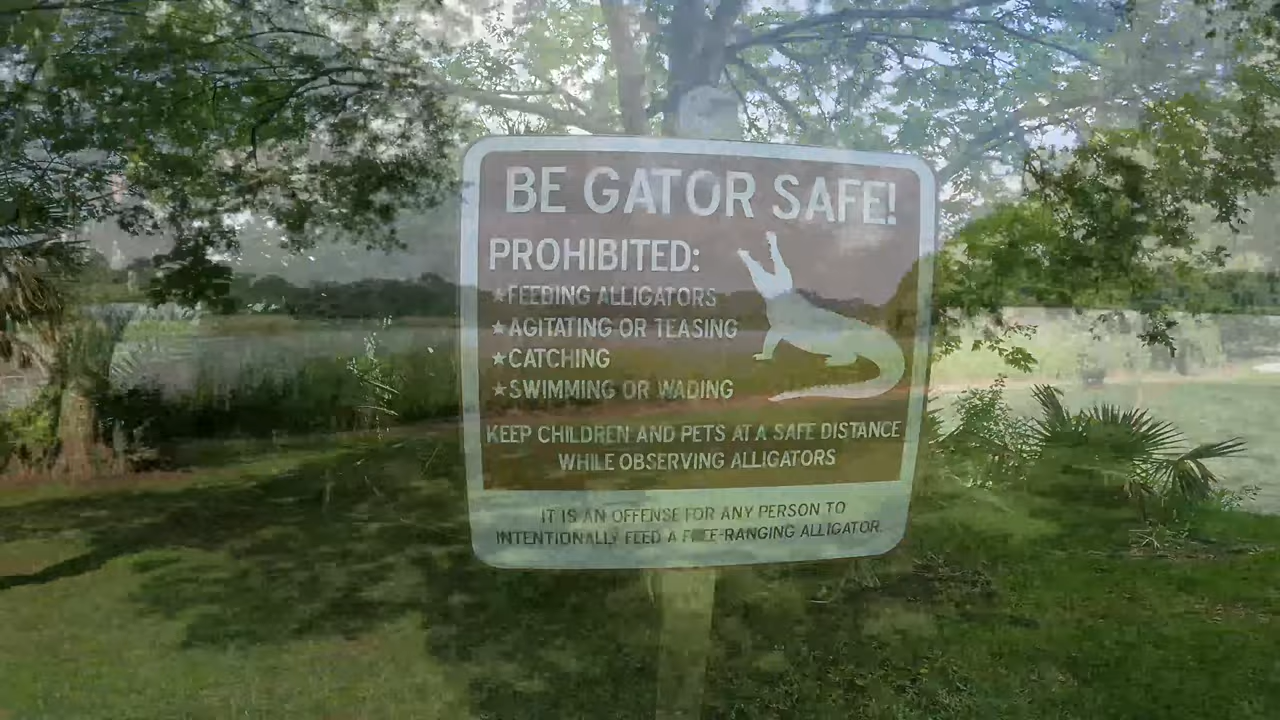 BE GATOR SAFE!
PROHIBITED:
★FEEDING ALLIGATORS
★AGITATING OR TEASING
★CATCHING
★SWIMMING OR WADING
KEEP CHILDREN AND PETS AT A SAFE DISTANCE
WHILE OBSERVING ALLIGATORS
IT IS AN OFFENSE FOR ANY PERSON TO
INTENTIONALLY FEED A FREE-RANGING ALLIGATOR.